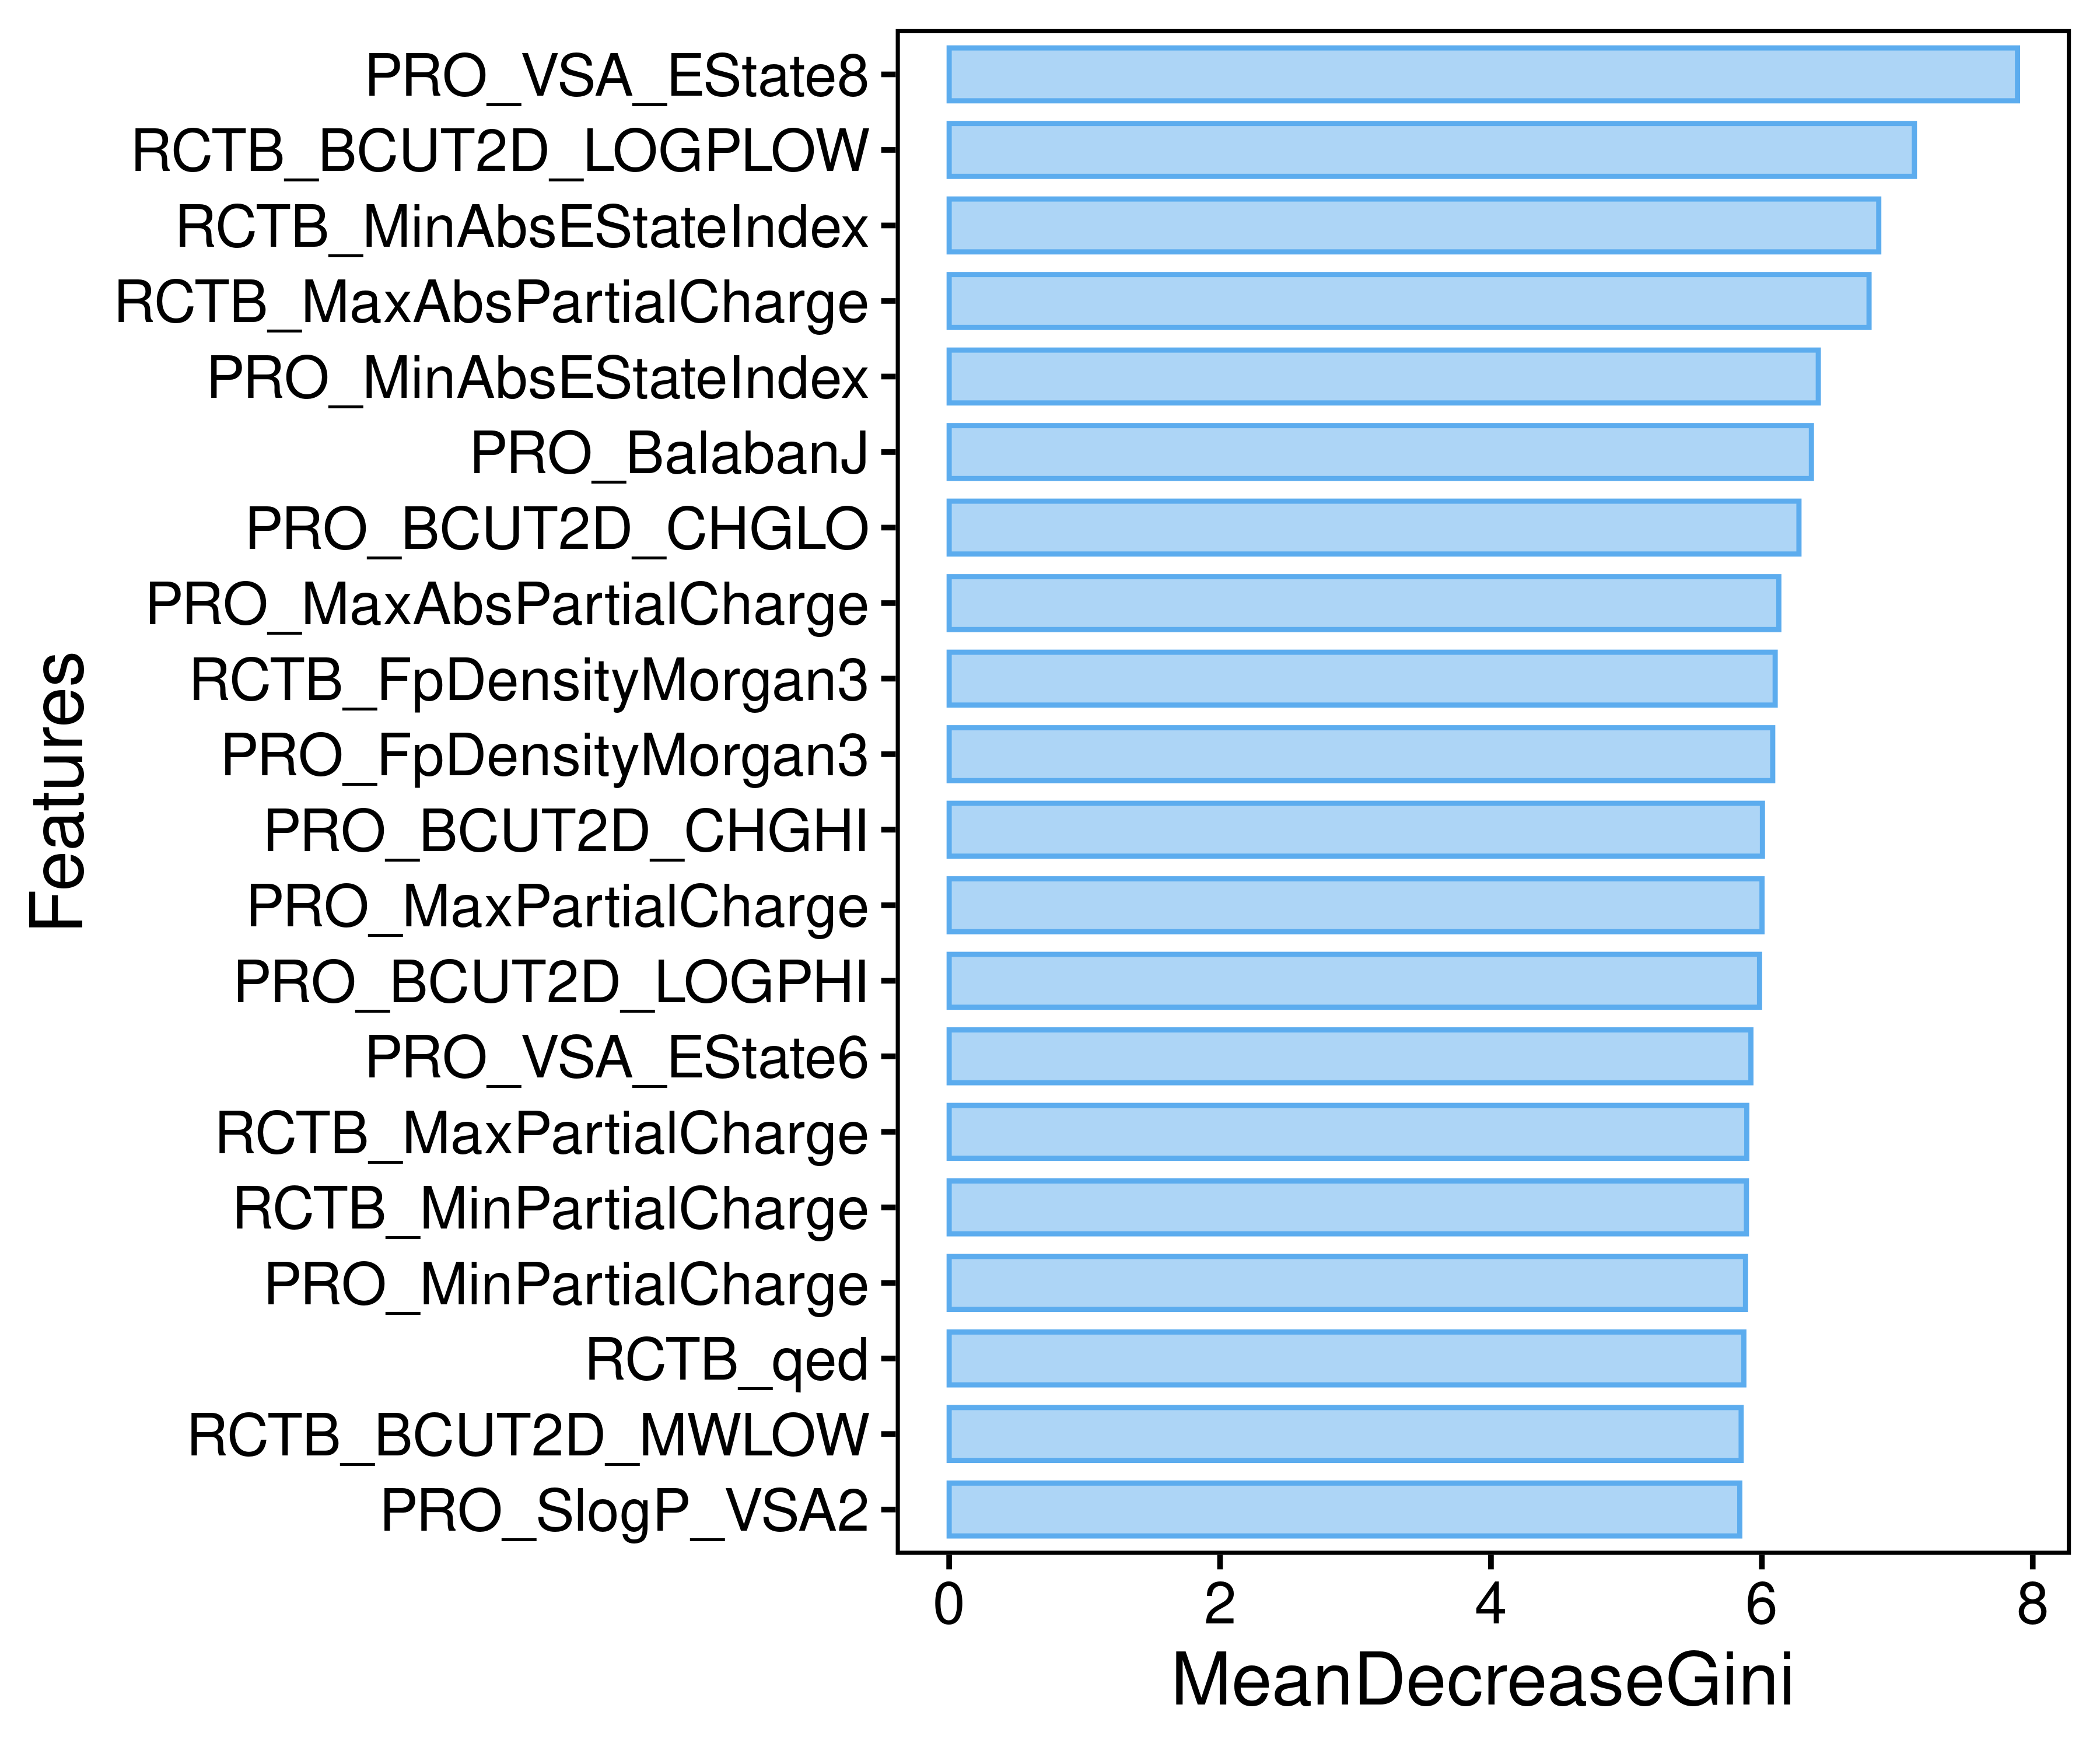 PRO_VSA_EState8
RCTB_BCUT2D_LOGPLOW
RCTB_MinAbsEStateIndex
RCTB_MaxAbsPartialCharge
PRO_MinAbsEStateIndex
PRO_BalabanJ
PRO_BCUT2D_CHGLO
PRO_MaxAbsPartialCharge
RCTB_FpDensityMorgan3
PRO_FpDensityMorgan3
PRO_BCUT2D_CHGHI
PRO_MaxPartialCharge
PRO_BCUT2D_LOGPHI
PRO_VSA_EState6
RCTB_MaxPartialCharge
RCTB_MinPartialCharge
PRO_MinPartialCharge
RCTB_qed
RCTB_BCUT2D_MWLOW
PRO_SlogP_VSA2
Features
0 2 4 6 8
MeanDecreaseGini